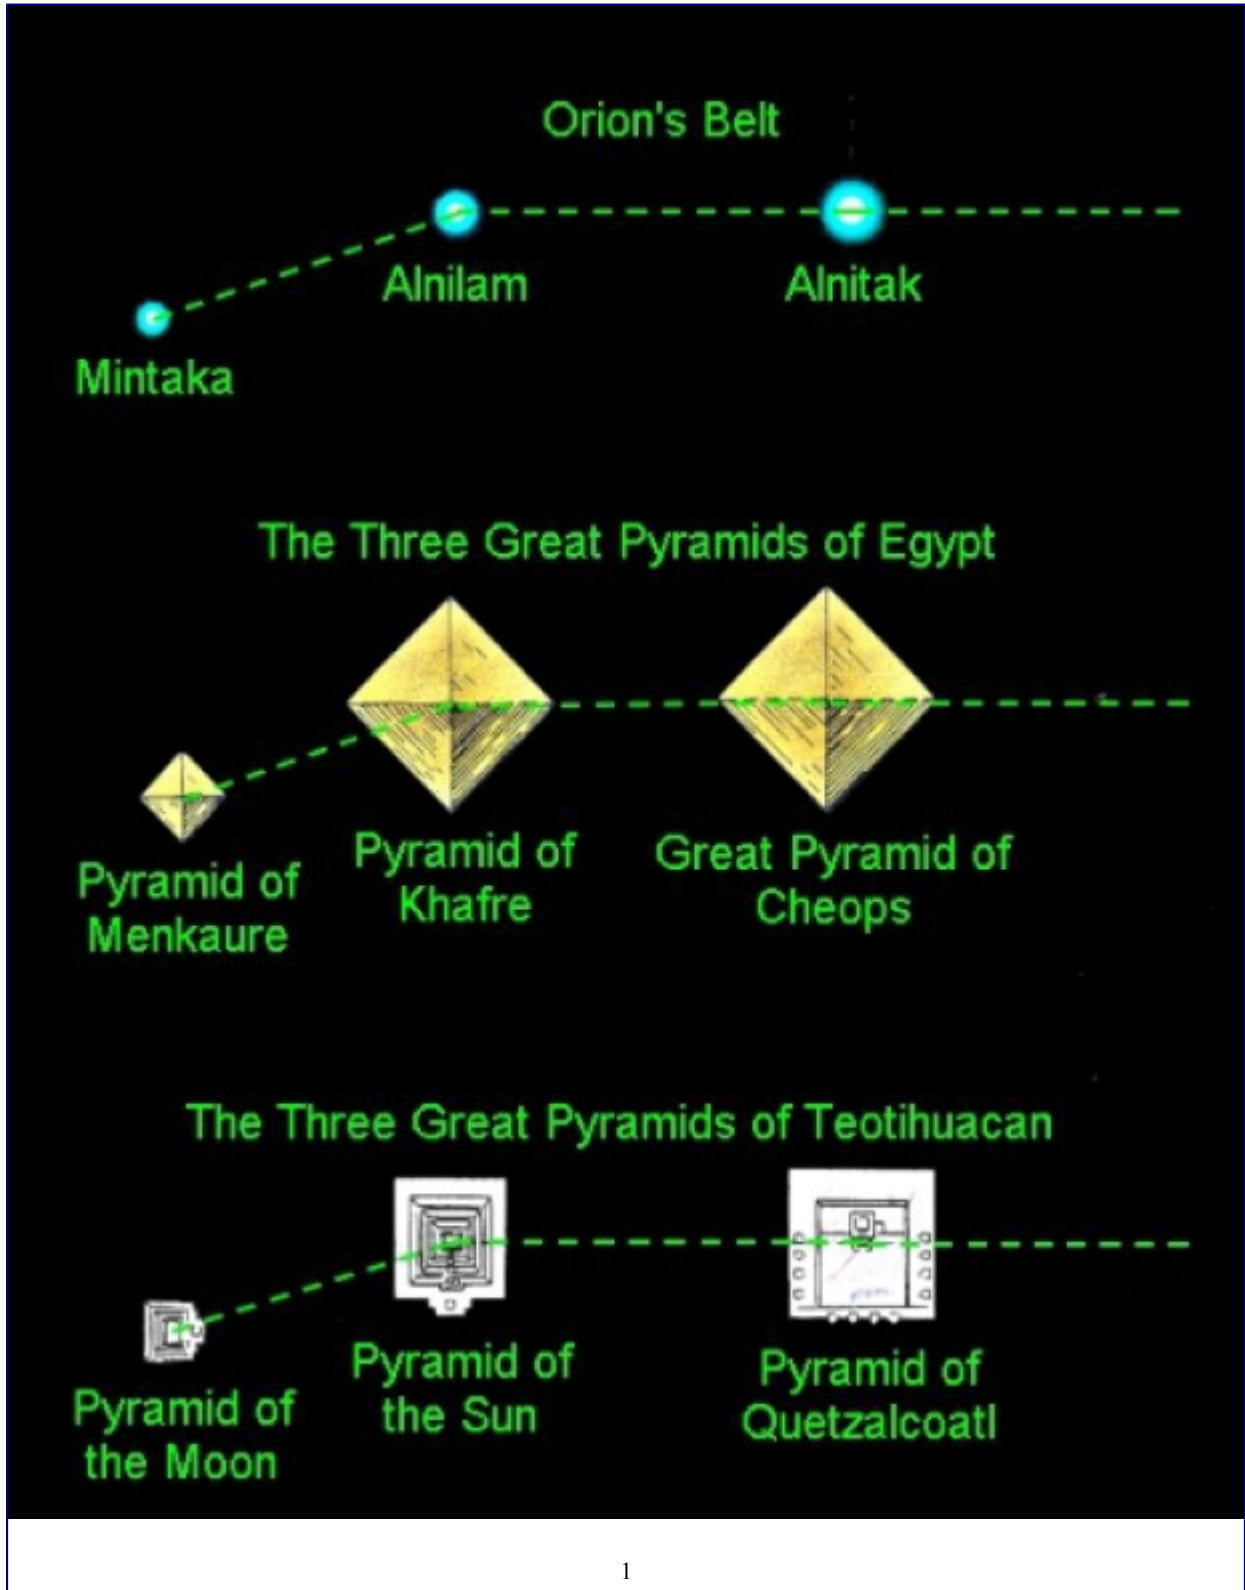 Orion's Belt
Alnilam
Alnitak
Mintaka
The Three Great Pyramids of Egypt
Pyramid of
Khafre
Great Pyramid of
Cheops
Pyramid of
Menkaure
The Three Great Pyramids of Teotihuacan
Pyramid of
the Sun
Pyramid of
Quetzalcoatl
Pyramid of
the Moon
1